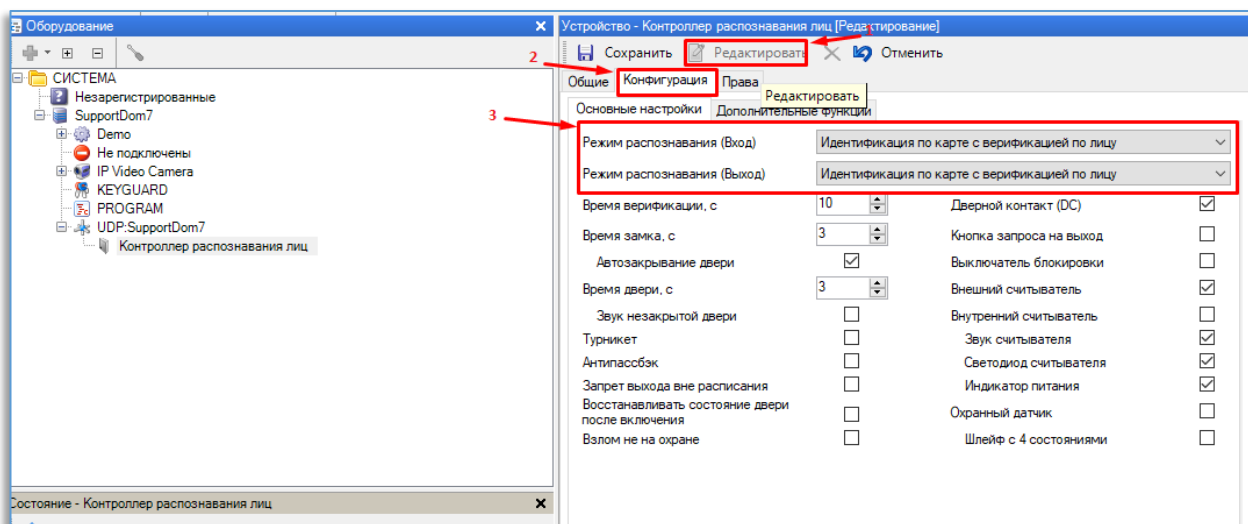 Оборудование
СИСТЕМА
Незарегистрированные
SupportDom7
Demo
Не подключены
IP Video Camera
KEYGUARD
PROGRAM
UDP:SupportDom7
Контроллер распознавания лиц
Состояние - Контроллер распознавания лиц
Устройство - Контроллер распознавания лиц [Редактирование]
1
Сохранить Редактировать Отменить
2
Общие Конфигурация Права
Редактировать
Основные настройки Дополнительные функции
3
Режим распознавания (Вход) Идентификация по карте с верификацией по лицу
Режим распознавания (Выход) Идентификация по карте с верификацией по лицу
Время верификации, с 10 Дверной контакт (DC)
Время замка, с 3 Кнопка запроса на выход
Автозакрывание двери Выключатель блокировки
Время двери, с 3 Внешний считыватель
Звук незакрытой двери Внутренний считыватель
Турникет Звук считывателя
Антипассбэк Светодиод считывателя
Запрет выхода вне расписания Индикатор питания
Восстанавливать состояние двери
после включения Охранный датчик
Взлом не на охране Шлейф с 4 состояниями